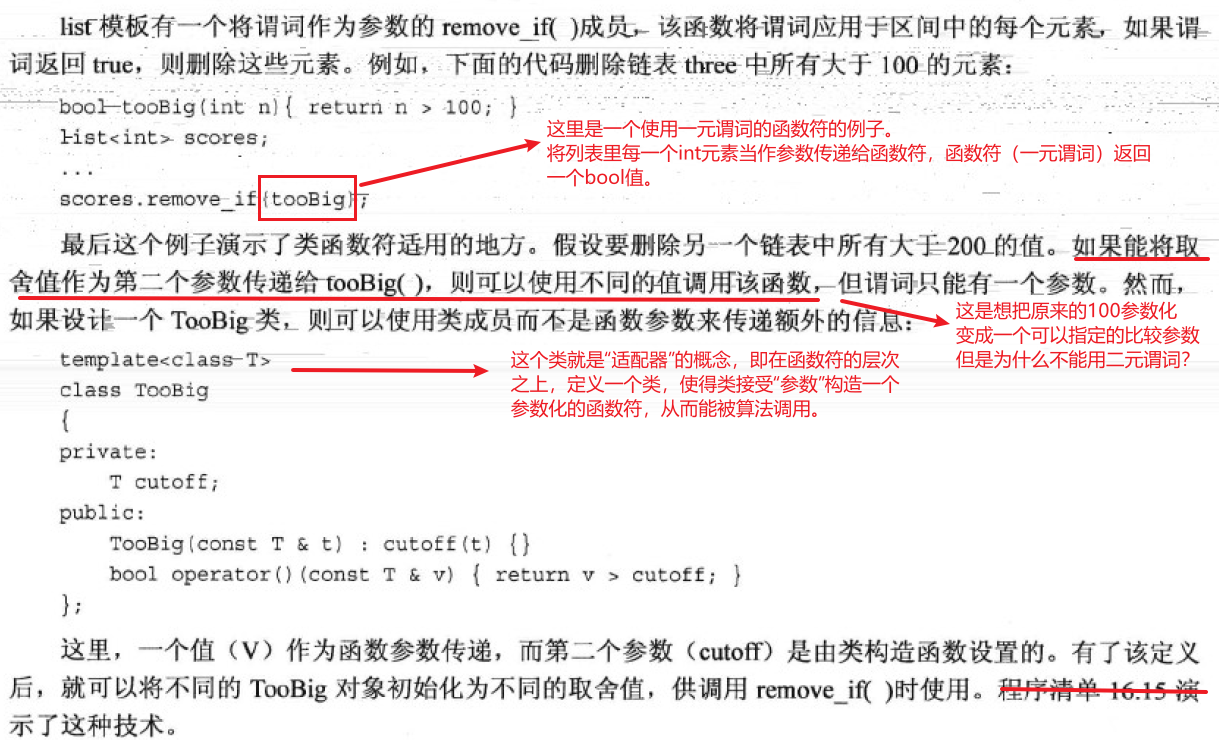 list 模板有一个将谓词作为参数的 remove_if( )成员，该函数将谓词应用于区间中的每个元素，如果谓
词返回 true，则删除这些元素。例如，下面的代码删除链表 three 中所有大于 100 的元素：
bool tooBig(int n){ return n > 100; }
list<int> scores;
这里是一个使用一元谓词的函数符的例子。
将列表里每一个int元素当作参数传递给函数符，函数符（一元谓词）返回
一个bool值。
...
scores.remove_if(tooBig);
最后这个例子演示了类函数符适用的地方。假设要删除另一个链表中所有大于 200 的值。如果能将取
舍值作为第二个参数传递给 tooBig( )，则可以使用不同的值调用该函数，但谓词只能有一个参数。然而，
如果设计一个 TooBig 类，则可以使用类成员而不是函数参数来传递额外的信息：
这是想把原来的100参数化
变成一个可以指定的比较参数
但是为什么不能用二元谓词？
template<class T>
class TooBig
{
private:
T cutoff;
public:
TooBig(const T & t) : cutoff(t) {}
bool operator()(const T & v) { return v > cutoff; }
};
这个类就是“适配器”的概念，即在函数符的层次
之上，定义一个类，使得类接受“参数”构造一个
参数化的函数符，从而能被算法调用。
这里，一个值（V）作为函数参数传递，而第二个参数（cutoff）是由类构造函数设置的。有了该定义
后，就可以将不同的 TooBig 对象初始化为不同的取舍值，供调用 remove_if( )时使用。程序清单 16.15 演
示了这种技术。